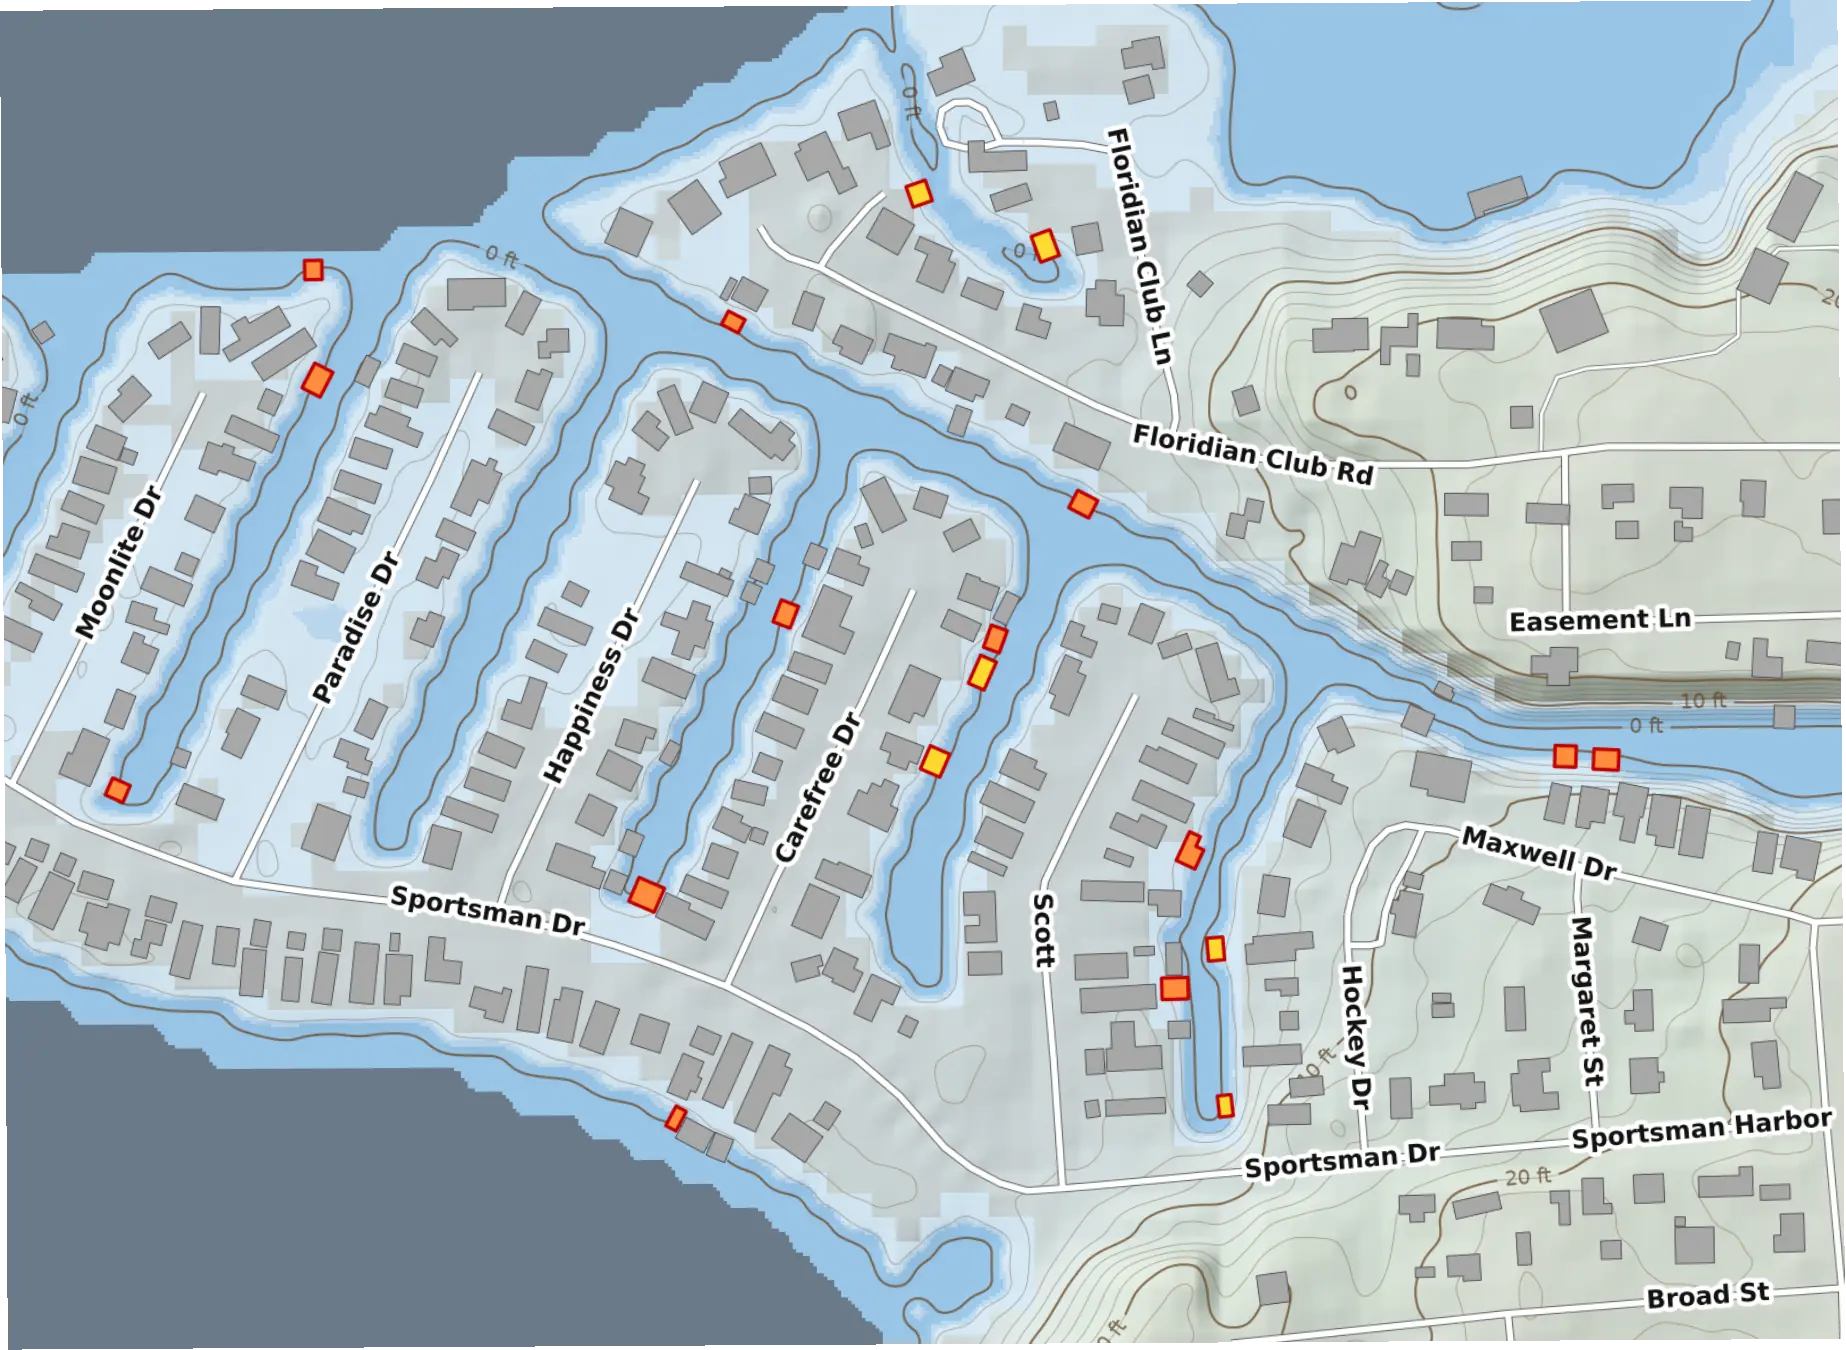 0 ft
Floridian Club Ln
0 ft
0
20
0 ft
0
Floridian Club Rd
Moonlite Dr
Paradise Dr
Happiness Dr
Easement Ln
10 ft
0 ft
Carefree Dr
Maxwell Dr
Sportsman Dr
Scott
Margaret St
Hockey Dr
10 ft
Sportsman Harbor
Sportsman Dr
20 ft
Broad St
0 ft